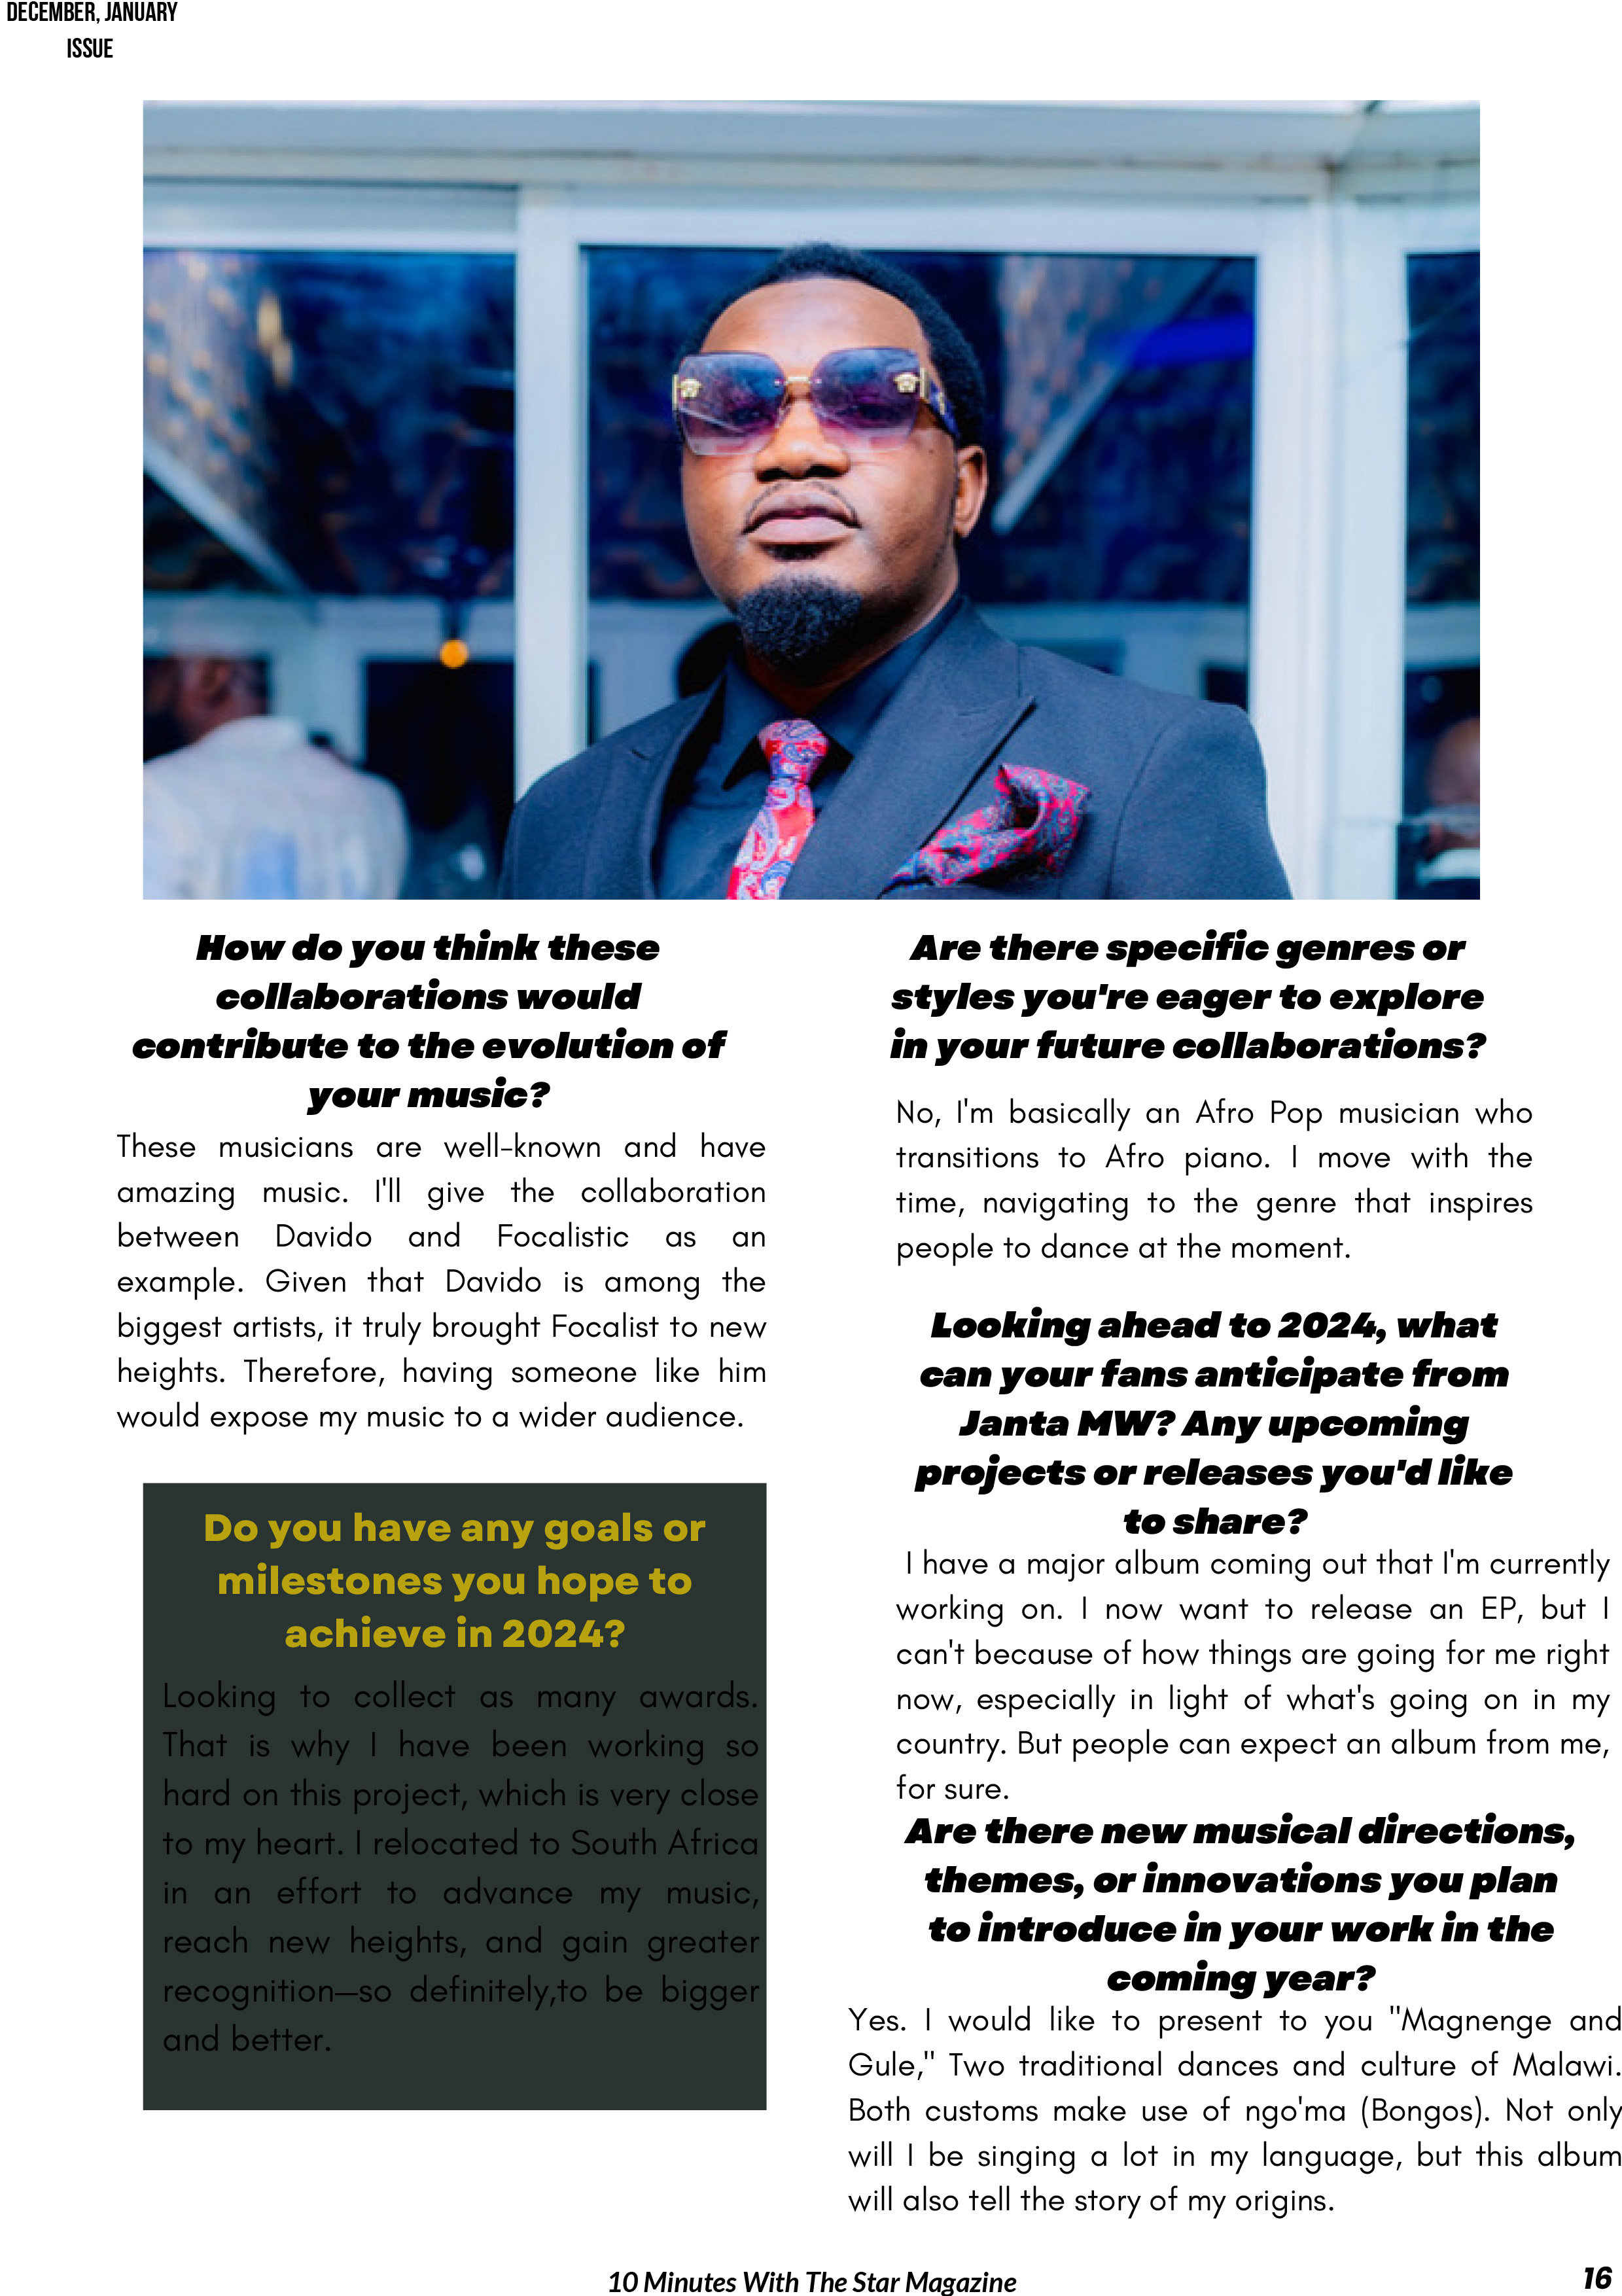 DECEMBER, JANUARY
ISSUE
How do you think these
collaborations would
contribute to the evolution of
your music?
These musicians are well-known and have
amazing music. I'll give the collaboration
between Davido and Focalistic as an
example. Given that Davido is among the
biggest artists, it truly brought Focalist to new
heights. Therefore, having someone like him
would expose my music to a wider audience.
Do you have any goals or
milestones you hope to
achieve in 2024?
Looking to collect as many awards.
That is why I have been working so
hard on this project, which is very close
to my heart. I relocated to South Africa
in an effort to advance my music,
reach new heights, and gain greater
recognition—so definitely,to be bigger
and better.
Are there specific genres or
styles you're eager to explore
in your future collaborations?
No, I'm basically an Afro Pop musician who
transitions to Afro piano. I move with the
time, navigating to the genre that inspires
people to dance at the moment.
Looking ahead to 2024, what
can your fans anticipate from
Janta MW? Any upcoming
projects or releases you'd like
to share?
I have a major album coming out that I'm currently
working on. I now want to release an EP, but I
can't because of how things are going for me right
now, especially in light of what's going on in my
country. But people can expect an album from me,
for sure.
Are there new musical directions,
themes, or innovations you plan
to introduce in your work in the
coming year?
Yes. I would like to present to you "Magnenge and
Gule," Two traditional dances and culture of Malawi.
Both customs make use of ngo'ma (Bongos). Not only
will I be singing a lot in my language, but this album
will also tell the story of my origins.
10 Minutes With The Star Magazine
16